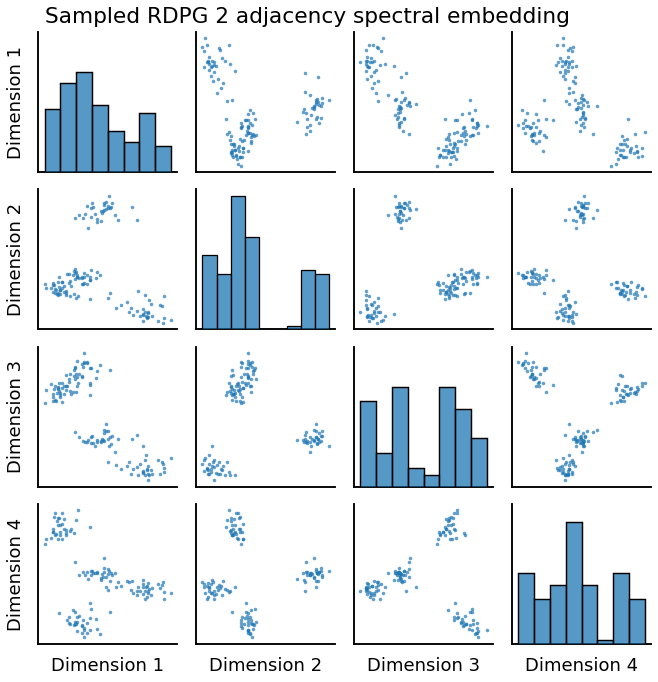 Sampled RDPG 2 adjacency spectral embedding
Dimension 1
Dimension 2
Dimension 3
Dimension 4
Dimension 1 Dimension 2 Dimension 3 Dimension 4